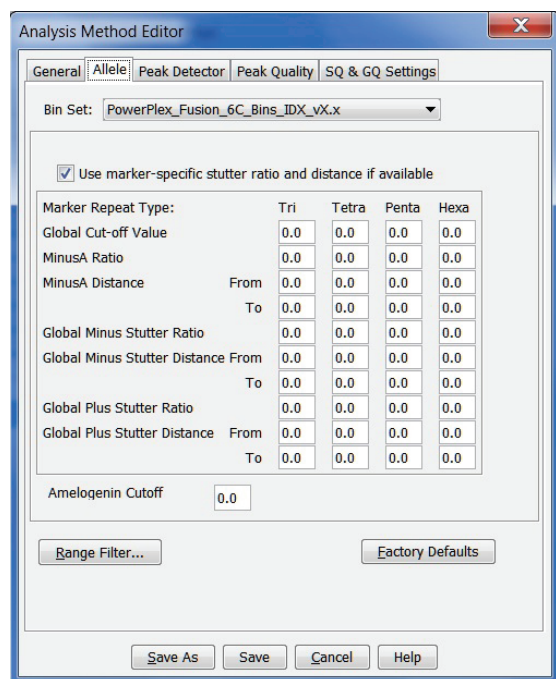 Analysis Method Editor
X
General Allele Peak Detector Peak Quality SQ & GQ Settings
Bin Set: PowerPlex_Fusion_6C_Bins_IDX_vX.x
Use marker-specific stutter ratio and distance if available
Marker Repeat Type: Tri Tetra Penta Hexa
Global Cut-off Value 0.0 0.0 0.0 0.0
MinusA Ratio 0.0 0.0 0.0 0.0
MinusA Distance From 0.0 0.0 0.0 0.0
To 0.0 0.0 0.0 0.0
Global Minus Stutter Ratio 0.0 0.0 0.0 0.0
Global Minus Stutter Distance From 0.0 0.0 0.0 0.0
To 0.0 0.0 0.0 0.0
Global Plus Stutter Ratio 0.0 0.0 0.0 0.0
Global Plus Stutter Distance From 0.0 0.0 0.0 0.0
To 0.0 0.0 0.0 0.0
Amelogenin Cutoff 0.0
Range Filter... Factory Defaults
Save As Save Cancel Help